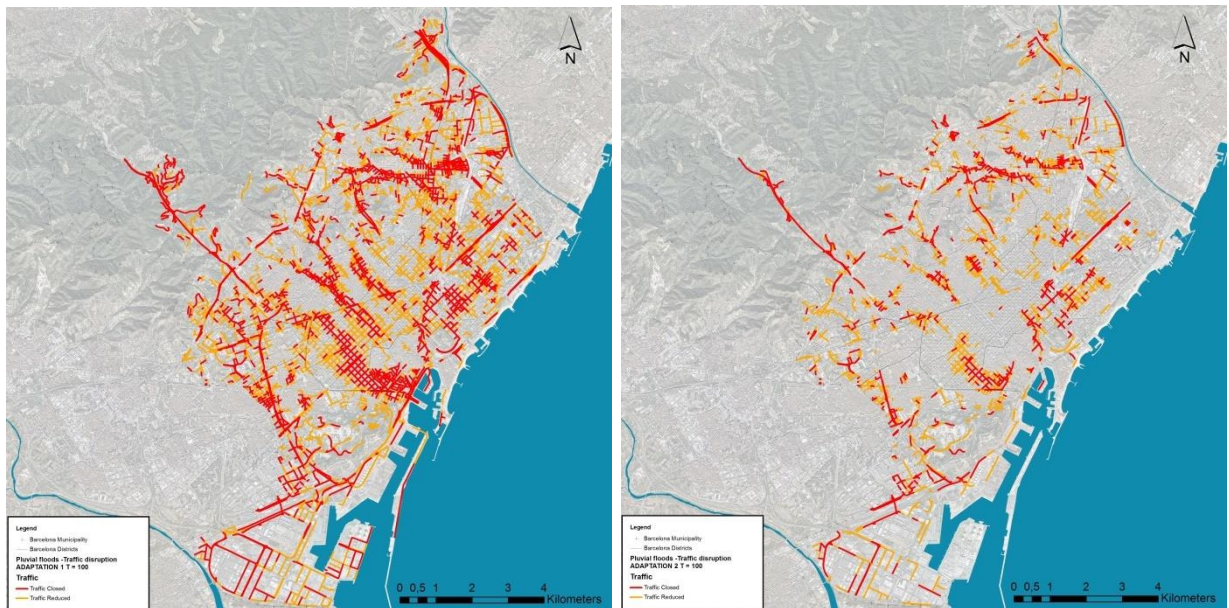 N
Legend
Barcelona Municipality
Barcelona Districts
Pluvial floods -Traffic disruption
ADAPTATION 1 T = 100
Traffic
Traffic Closed
Traffic Reduced
0 0,5 1 2 3 4
Kilometers
N
Legend
Barcelona Municipality
Barcelona Districts
Pluvial floods -Traffic disruption
ADAPTATION 2 T = 100
Traffic
Traffic Closed
Traffic Reduced
0 0,5 1 2 3 4
Kilometers